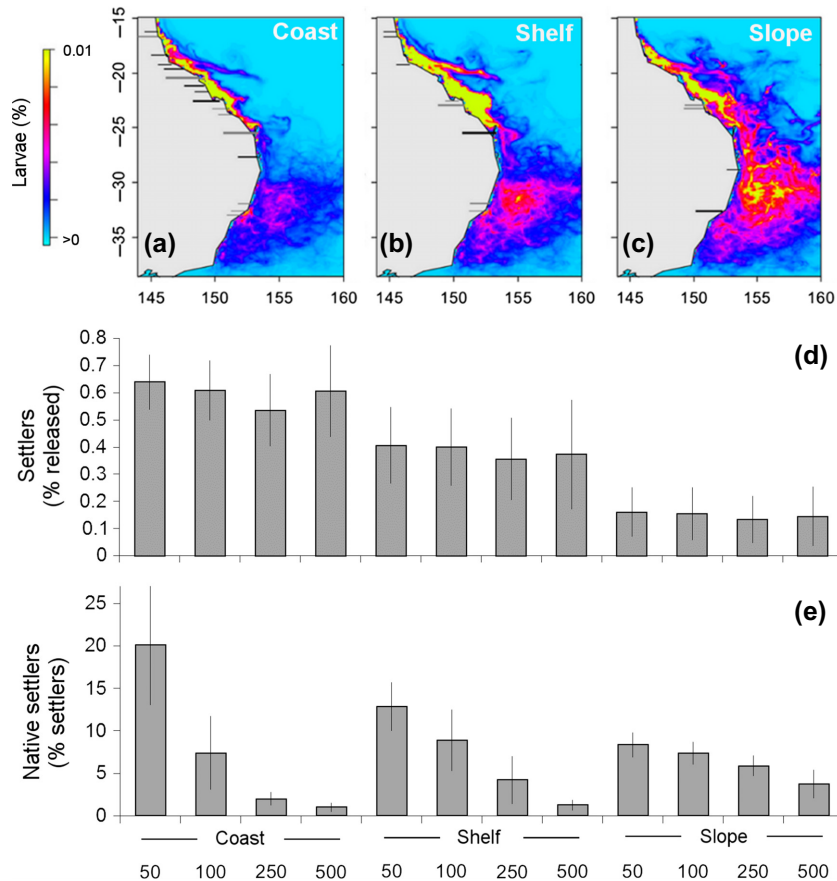 Coast
Shelf
Slope
0.01
Larvae (%)
>0
−15
−20
−25
−30
−35
(a)
(b)
(c)
145 150 155 160
145 150 155 160
145 150 155 160
(d)
0.8
0.7
0.6
0.5
0.4
0.3
0.2
0.1
0
Settlers
(% released)
(e)
25
20
15
10
5
0
Native settlers
(% settlers)
Coast
Shelf
Slope
50 100 250 500 50 100 250 500 50 100 250 500